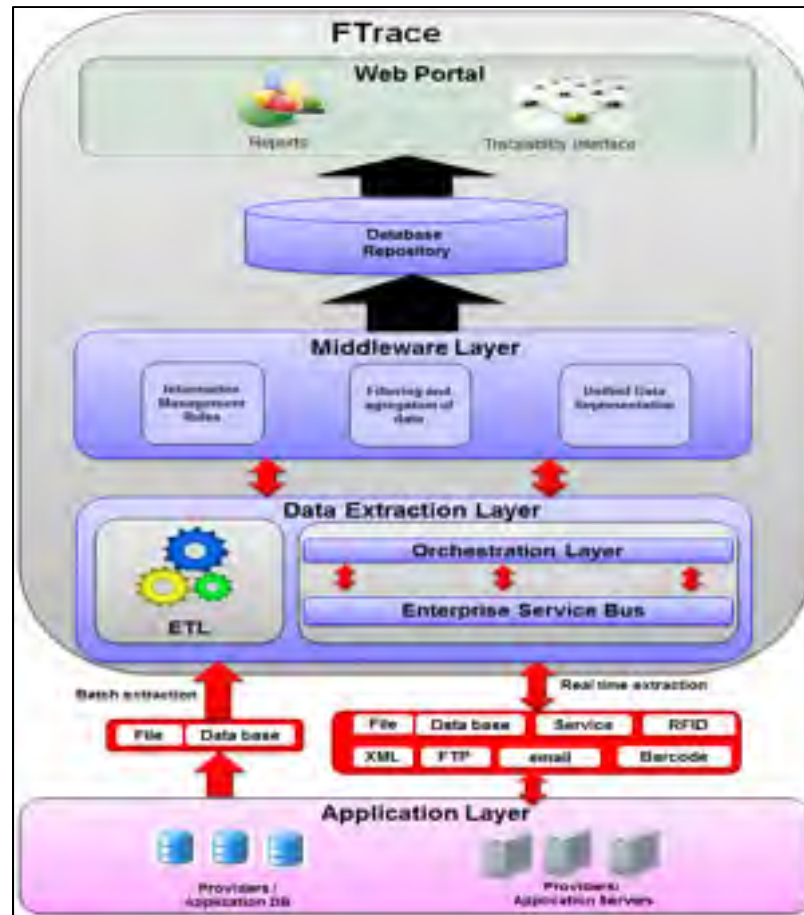 FTrace
Web Portal
Reports
Traceability Interface
Database
Repository
Middleware Layer
Information
Management
Rules
Filtering and
agregation of
data
Unified Data
Representation
Data Extraction Layer
ETL
Orchestration Layer
Enterprise Service Bus
Batch extraction
Real time extraction
File
Data base
File
Data base
Service
RFID
XML
FTP
email
Barcode
Application Layer
Providers /
Application DB
Providers/
Application Servers